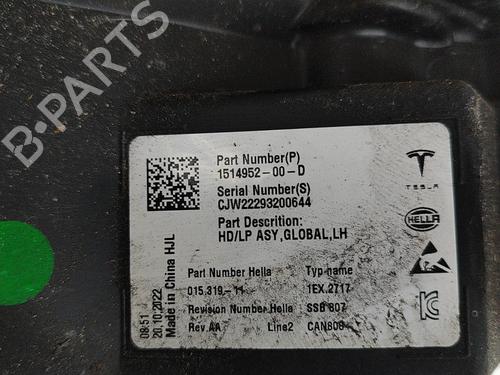 B-PARTS
Part Number(P)
1514952-00-D
Serial Number(S)
CJW22293200644
Part Descrition:
HD/LP ASY,GLOBAL,LH
TESLA
HELLA
Part Number Hella Typ name
015.319-11 1EX.2717
Revision Number Hella SSB 807
Rev.AA Line2 CAN808
08:51
20.10.2022
Made in China HJL